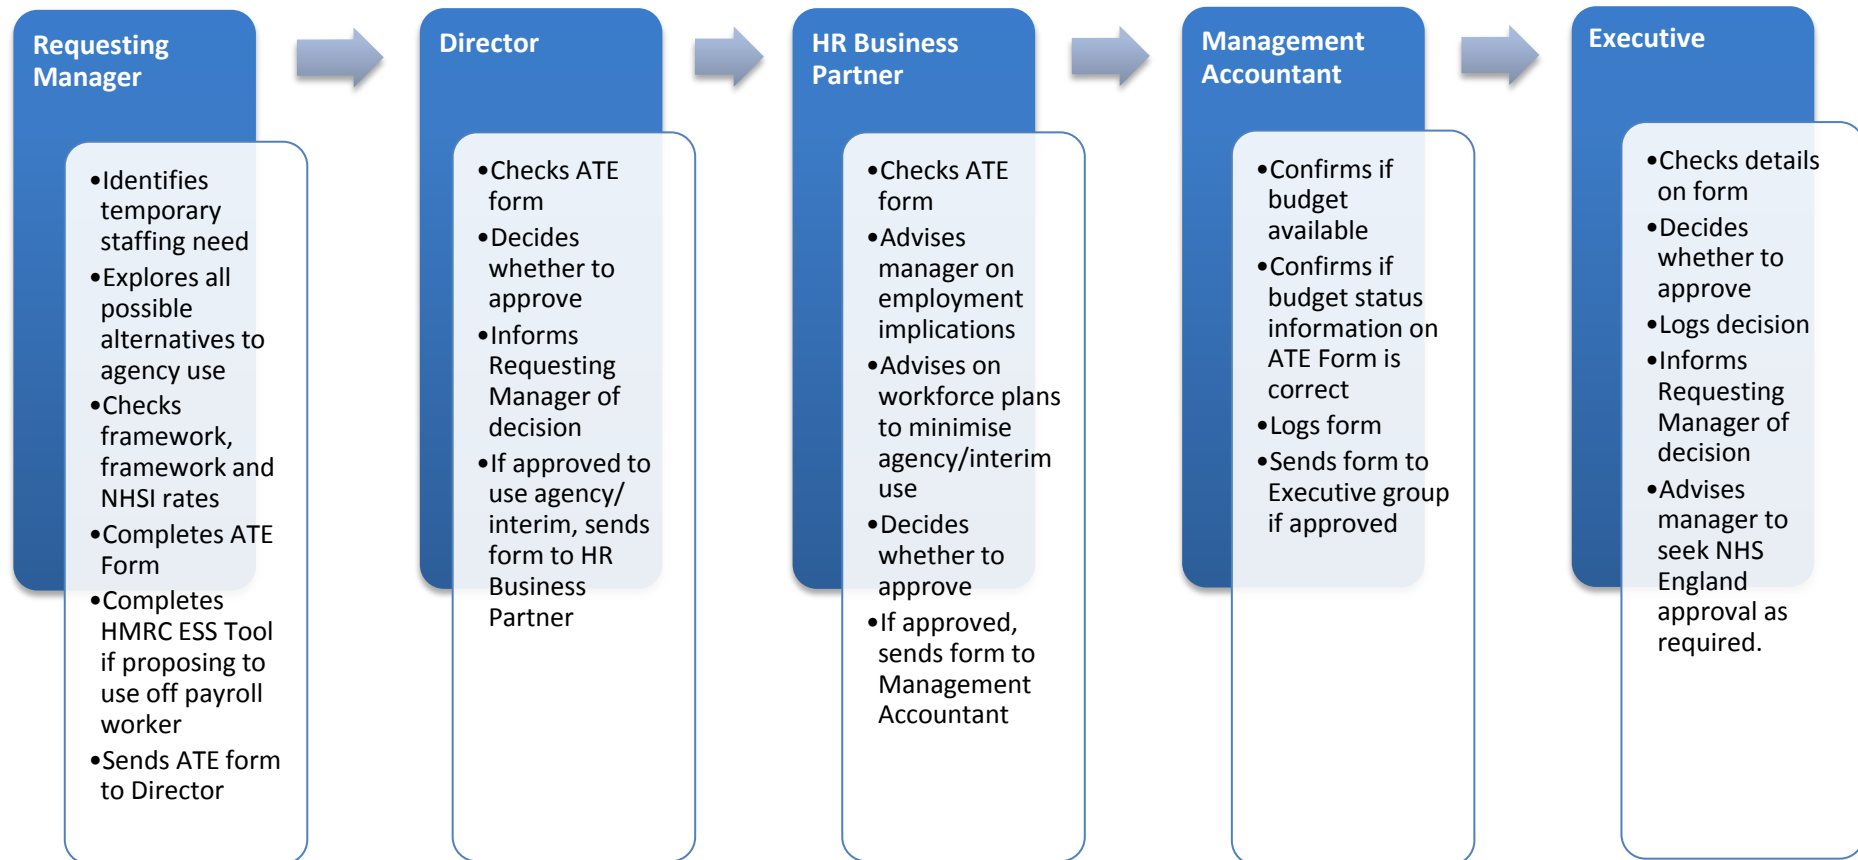 Requesting
Manager
•Identifies
temporary
staffing need
•Explores all
possible
alternatives to
agency use
•Checks
framework,
framework and
NHSI rates
•Completes ATE
Form
•Completes
HMRC ESS Tool
if proposing to
use off payroll
worker
•Sends ATE form
to Director
Director
•Checks ATE
form
•Decides
whether to
approve
•Informs
Requesting
Manager of
decision
•If approved to
use agency/
interim, sends
form to HR
Business
Partner
HR Business
Partner
•Checks ATE
form
•Advises
manager on
employment
implications
•Advises on
workforce plans
to minimise
agency/interim
use
•Decides
whether to
approve
•If approved,
sends form to
Management
Accountant
Management
Accountant
•Confirms if
budget
available
•Confirms if
budget status
information on
ATE Form is
correct
•Logs form
•Sends form to
Executive group
if approved
Executive
•Checks details
on form
•Decides
whether to
approve
•Logs decision
•Informs
Requesting
Manager of
decision
•Advises
manager to
seek NHS
England
approval as
required.